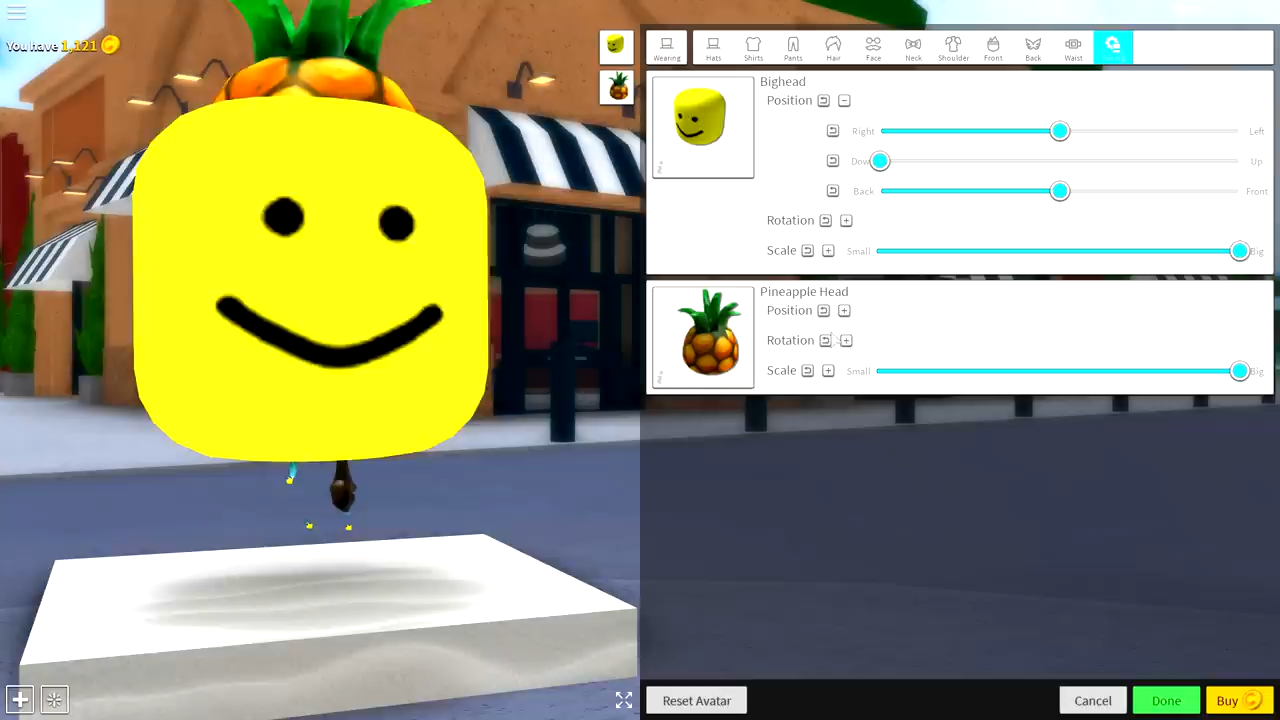 You have 1,121
Wearing Hats Shirts Pants Hair Face Neck Shoulder Front Back Waist
Bighead
Position
Right Left
Dow Up
Back Front
Rotation
Scale Small Big
Pineapple Head
Position
Rotation
Scale Small Big
Reset Avatar Cancel Done Buy